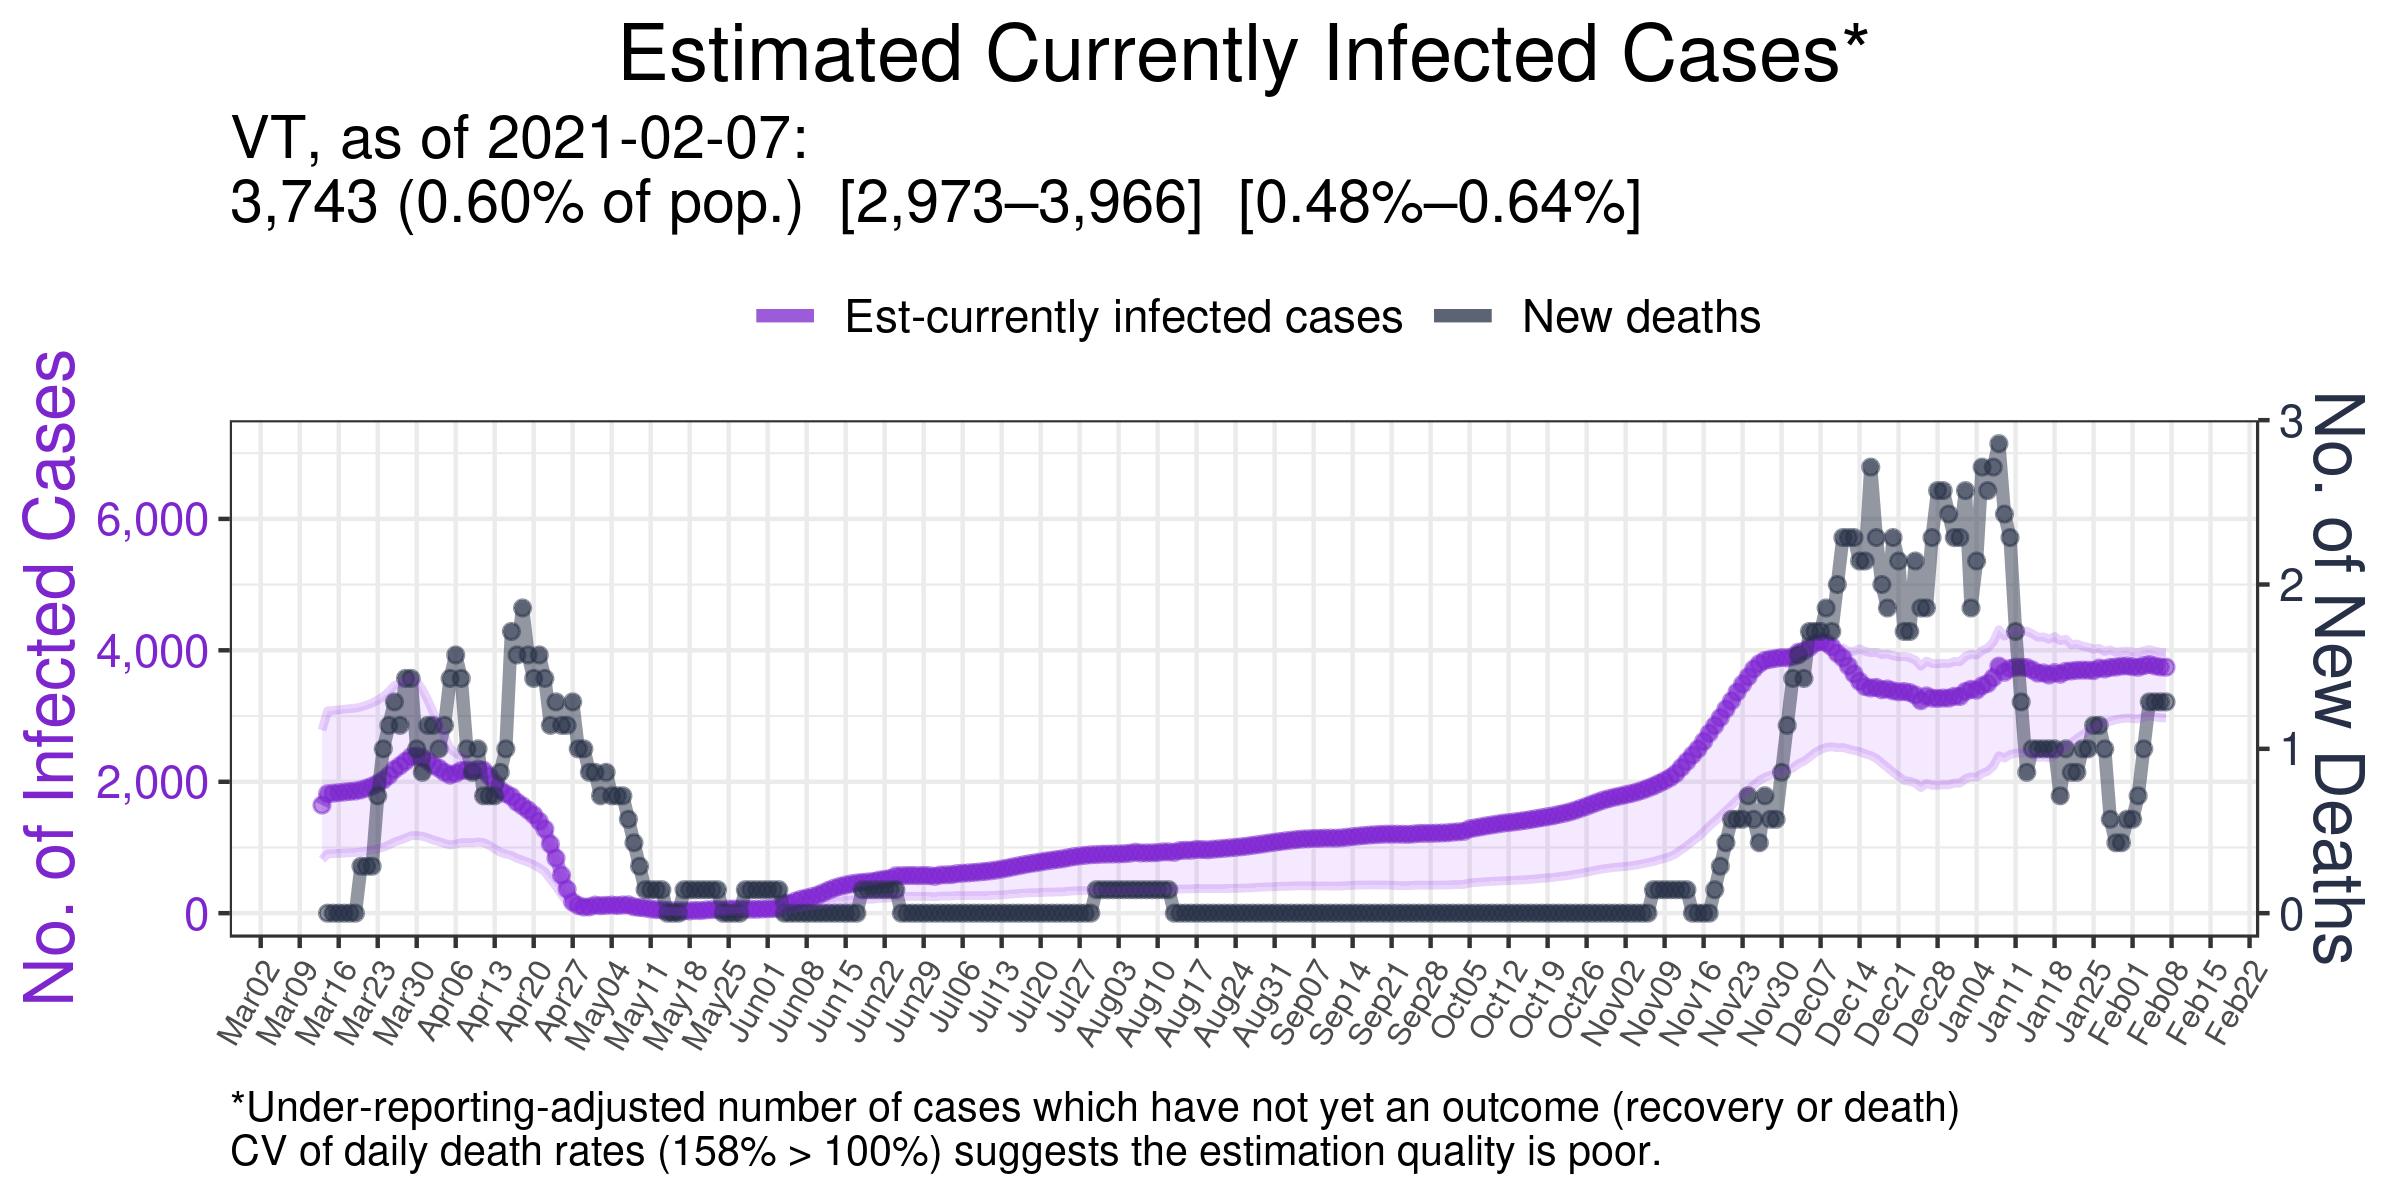 Estimated Currently Infected Cases*
VT, as of 2021-02-07:
3,743 (0.60% of pop.) [2,973–3,966] [0.48%–0.64%]
Est-currently infected cases
New deaths
No. of Infected Cases
6,000
4,000
2,000
0
3
2
1
0
No. of New Deaths
Mar02
Mar09
Mar16
Mar23
Mar30
Apr06
Apr13
Apr20
Apr27
May04
May11
May18
May25
Jun01
Jun08
Jun15
Jun22
Jun29
Jul06
Jul13
Jul20
Jul27
Aug03
Aug10
Aug17
Aug24
Aug31
Sep07
Sep14
Sep21
Sep28
Oct05
Oct12
Oct19
Oct26
Nov02
Nov09
Nov16
Nov23
Nov30
Dec07
Dec14
Dec21
Dec28
Jan04
Jan11
Jan18
Jan25
Feb01
Feb08
Feb15
Feb22
*Under-reporting-adjusted number of cases which have not yet an outcome (recovery or death)
CV of daily death rates (158% > 100%) suggests the estimation quality is poor.